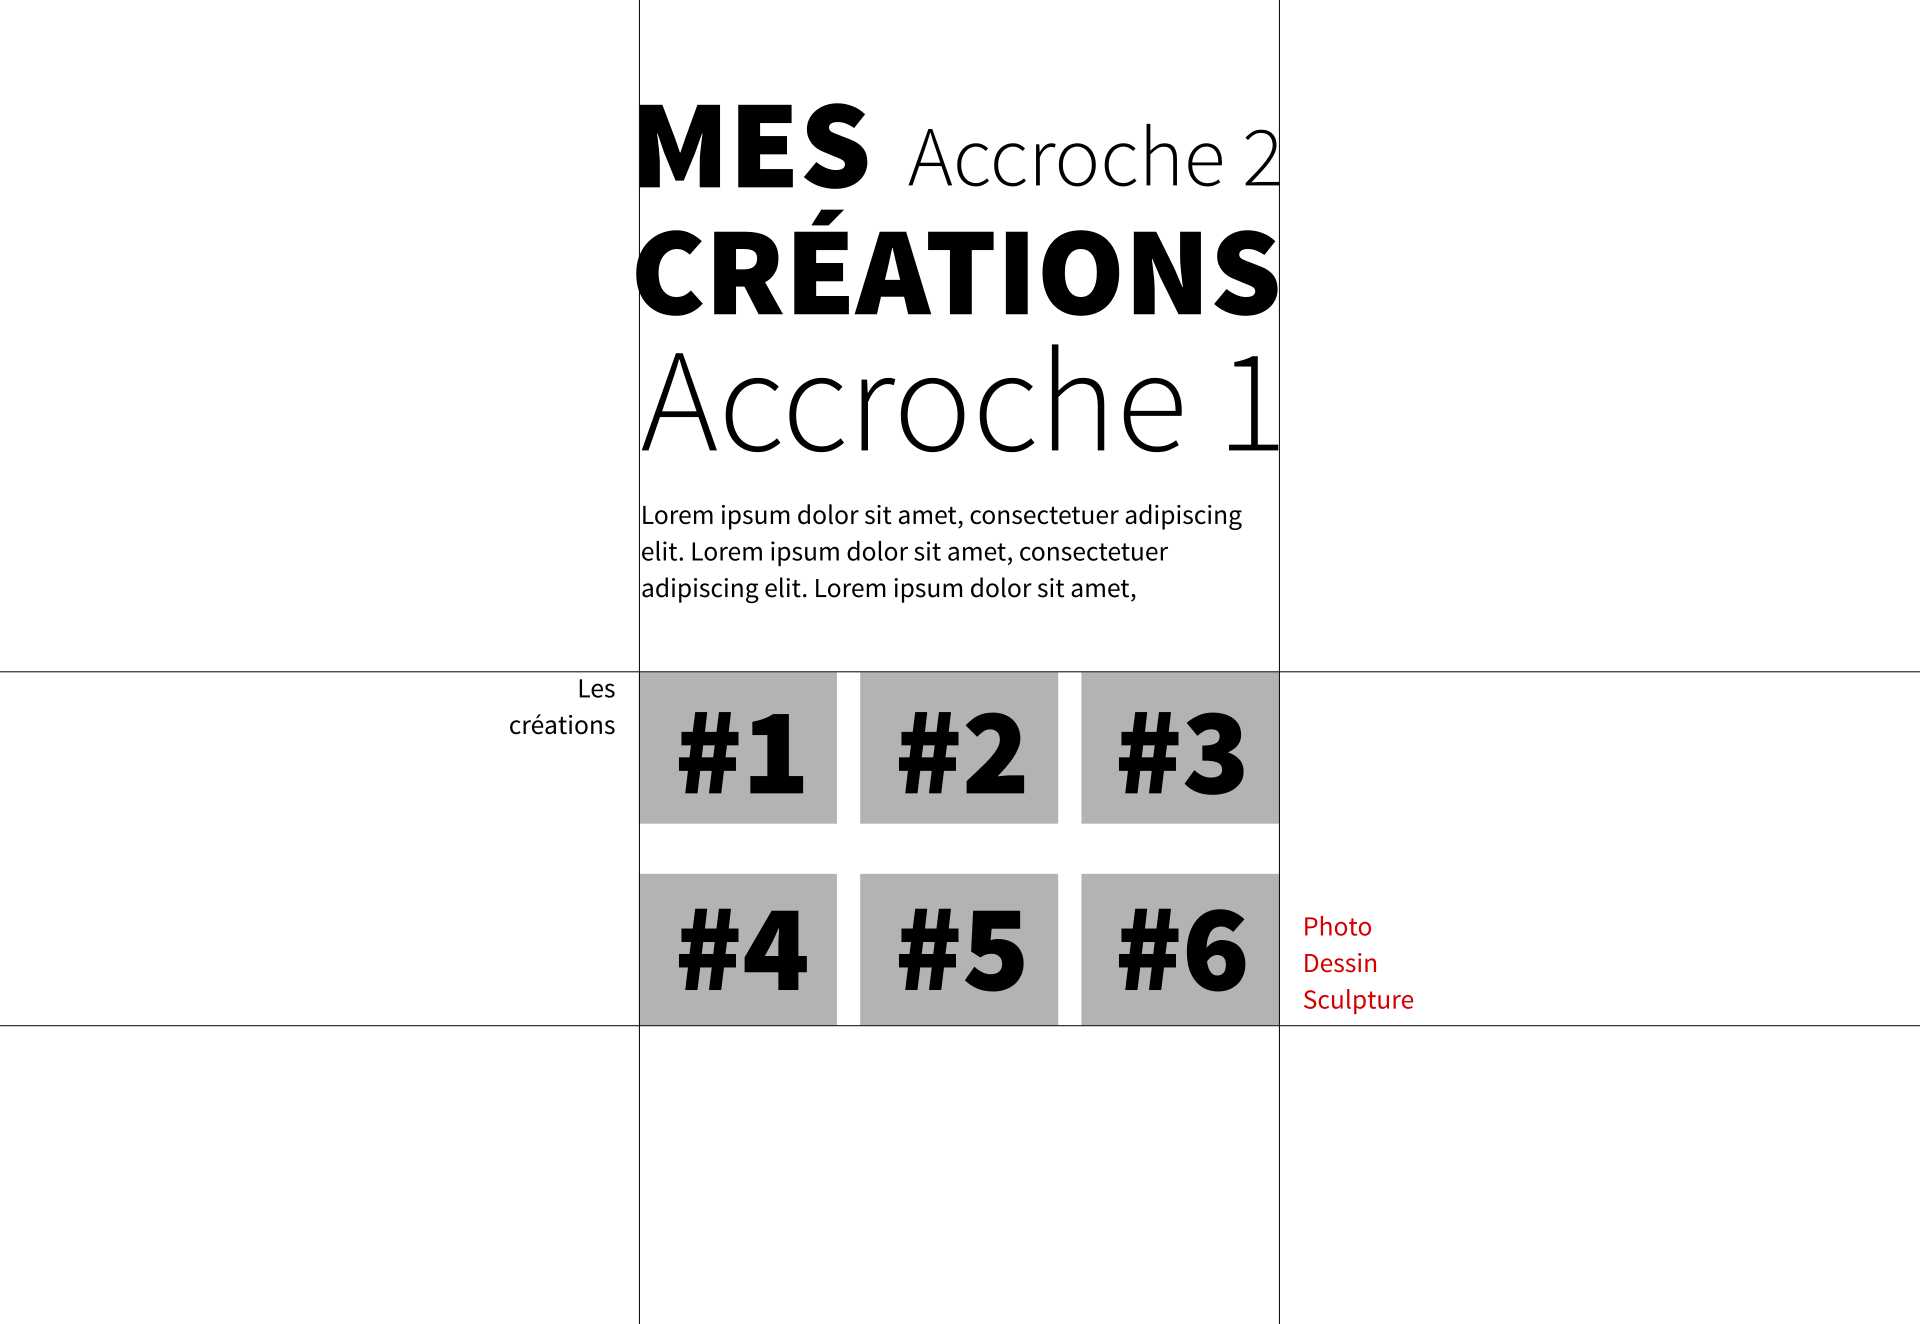 MES Accroche 2
CRÉATIONS
Accroche 1
Lorem ipsum dolor sit amet, consectetuer adipiscing
elit. Lorem ipsum dolor sit amet, consectetuer
adipiscing elit. Lorem ipsum dolor sit amet,
Les
créations
#1 #2 #3
#4 #5 #6
Photo
Dessin
Sculpture